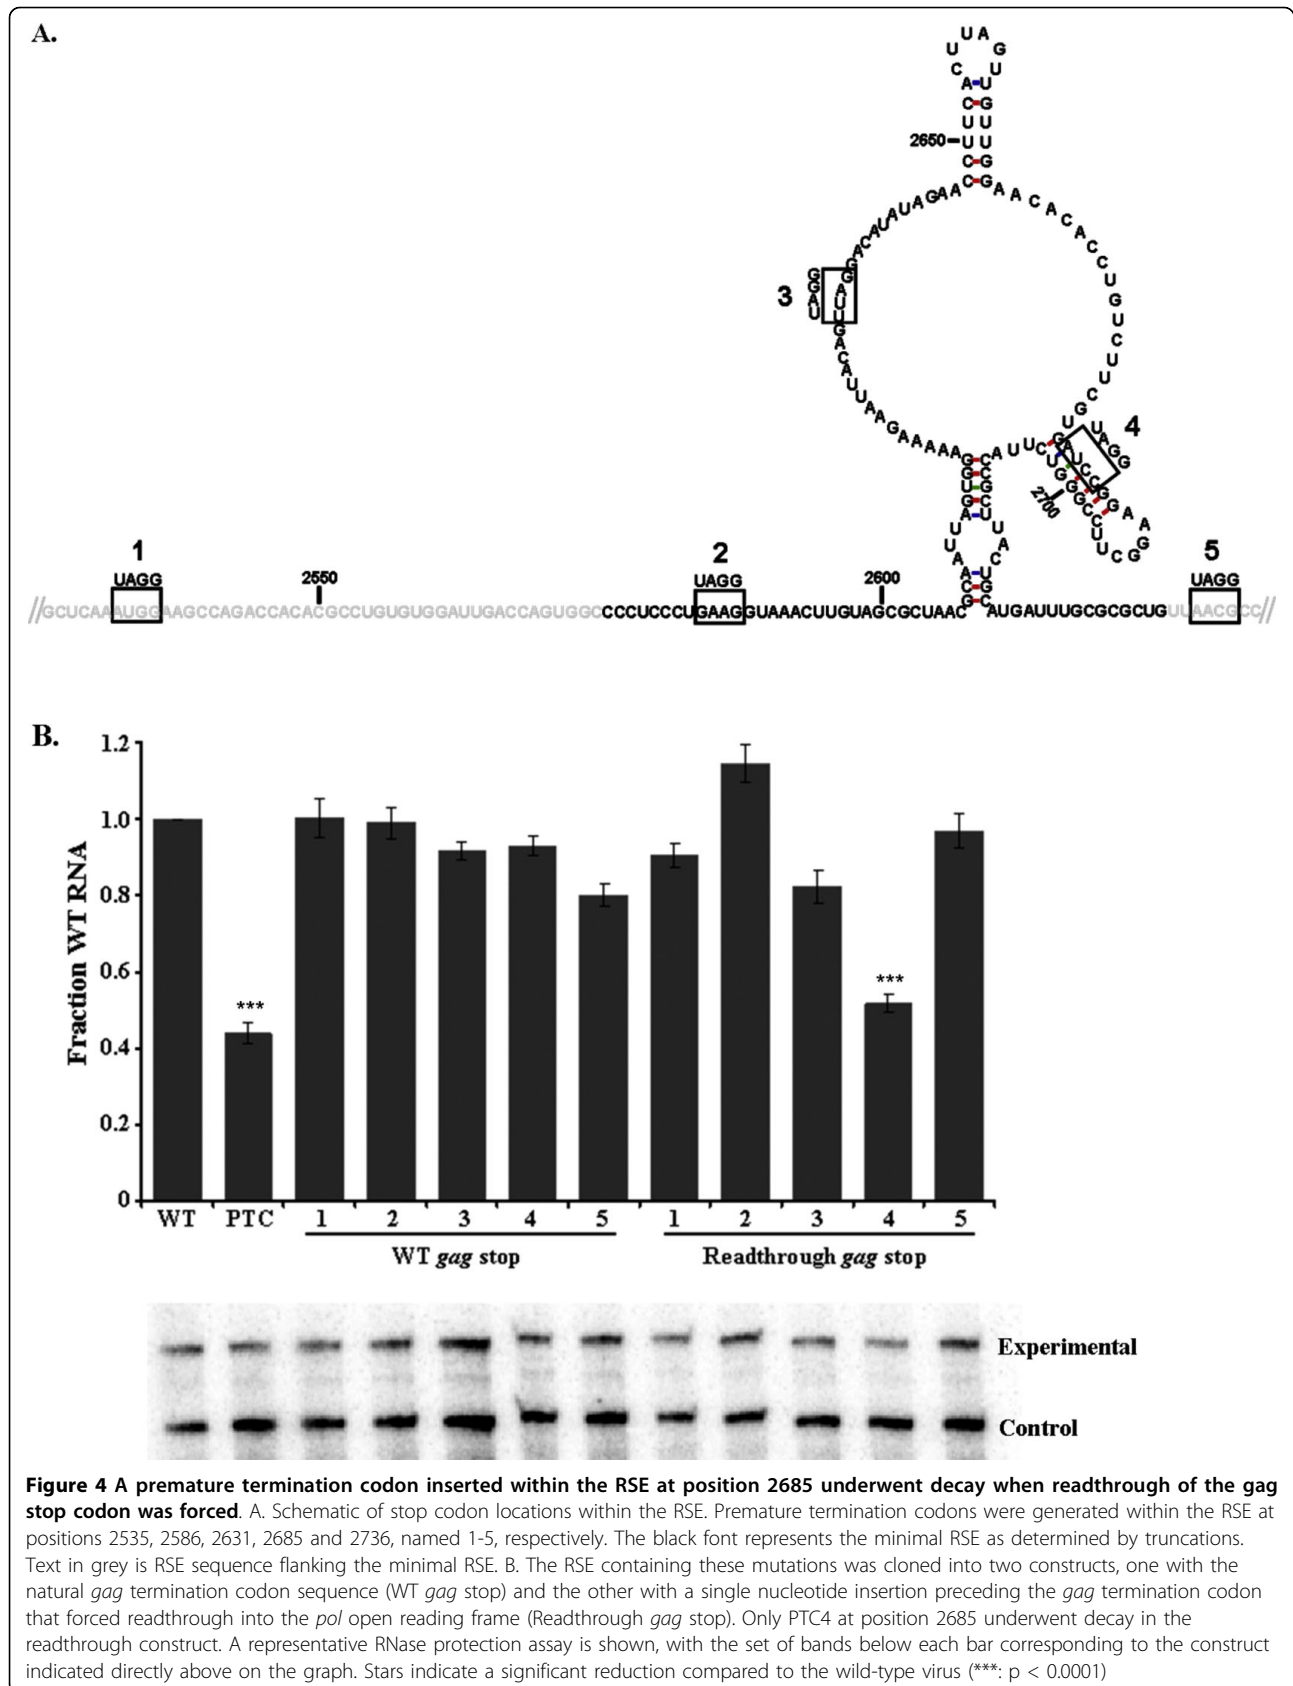 A.
U A
U G
C U
A-U
C-G
U U
U U
2650
U U
C-G
C-G
AAGAUAUACAGG
AACACACCUGUCUUCGU
3
GGAU
GAUU
GACAUUAAGAAAAAG
4
UAGG
2700
1
UAGG
2550
2
UAGG
2600
5
UAGG
//GCUCAAAUGGAAGCCAGACCACACGCCUGUGUGGAUUGACCAGUGGCCCCUCCCUGAAGGUAAACUUGUAGCGCUAACG CAUGAUUUGCGCGCUGUUAACGCC//
B.
Fraction WT RNA
1.2
1.0
0.8
0.6
0.4
0.2
0
***
***
WT PTC 1 2 3 4 5 1 2 3 4 5
WT gag stop Readthrough gag stop
Experimental
Control
Figure 4 A premature termination codon inserted within the RSE at position 2685 underwent decay when readthrough of the gag
stop codon was forced. A. Schematic of stop codon locations within the RSE. Premature termination codons were generated within the RSE at
positions 2535, 2586, 2631, 2685 and 2736, named 1-5, respectively. The black font represents the minimal RSE as determined by truncations.
Text in grey is RSE sequence flanking the minimal RSE. B. The RSE containing these mutations was cloned into two constructs, one with the
natural gag termination codon sequence (WT gag stop) and the other with a single nucleotide insertion preceding the gag termination codon
that forced readthrough into the pol open reading frame (Readthrough gag stop). Only PTC4 at position 2685 underwent decay in the
readthrough construct. A representative RNase protection assay is shown, with the set of bands below each bar corresponding to the construct
indicated directly above on the graph. Stars indicate a significant reduction compared to the wild-type virus (***: p < 0.0001)